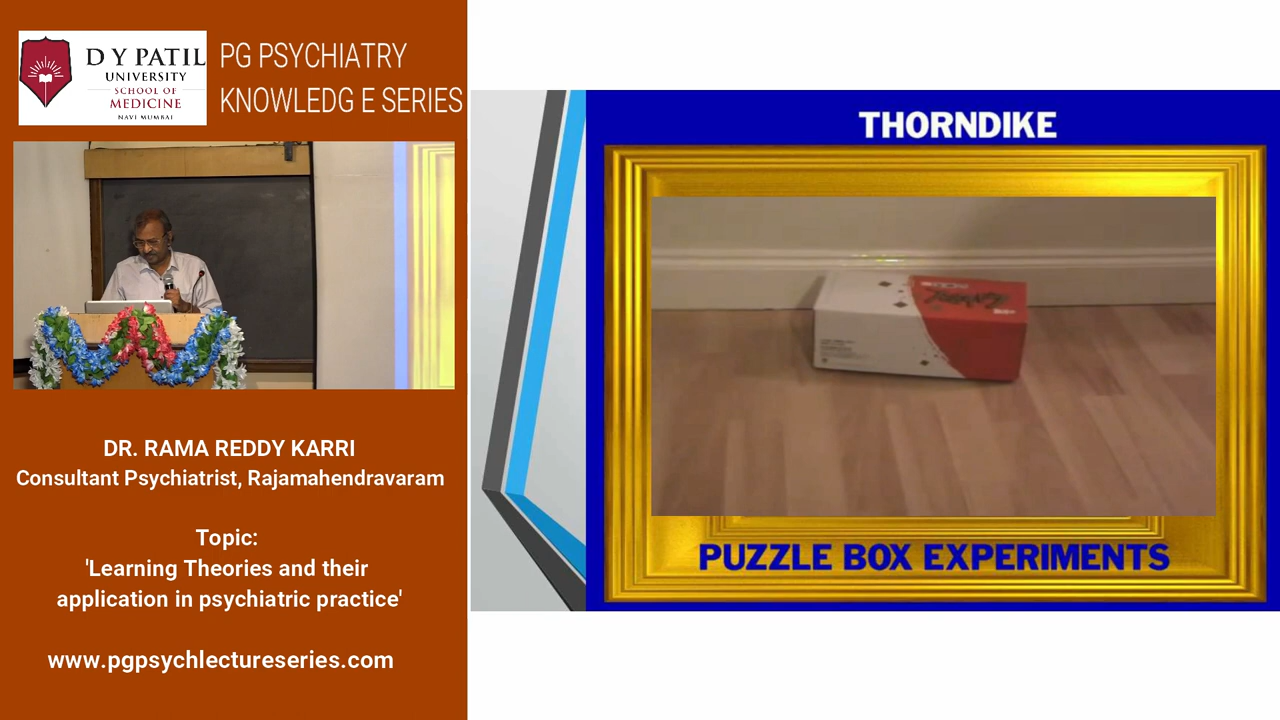 D Y PATIL
UNIVERSITY
SCHOOL OF
MEDICINE
NAVI MUMBAI
PG PSYCHIATRY
KNOWLEDG E SERIES
DR. RAMA REDDY KARRI
Consultant Psychiatrist, Rajamahendravaram
Topic:
'Learning Theories and their
application in psychiatric practice'
www.pgpsychlectureseries.com
THORNDIKE
PUZZLE BOX EXPERIMENTS